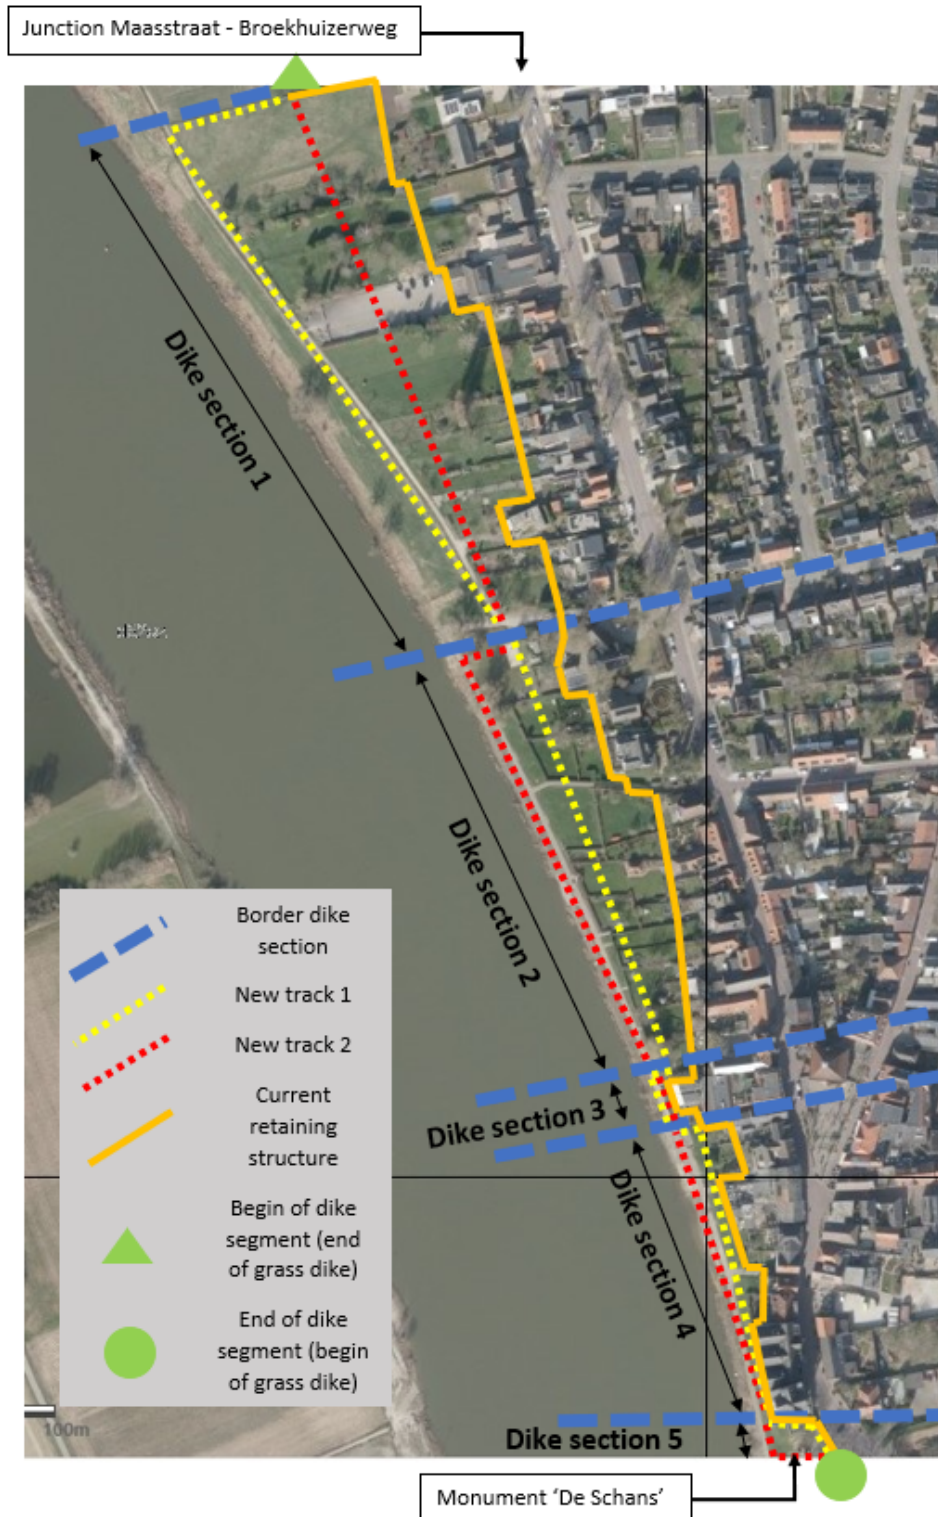 Junction Maasstraat - Broekhuizerweg
Dike section 1
Dike section 2
Dike section 3
Dike section 4
Dike section 5
Border dike
section
New track 1
New track 2
Current
retaining
structure
Begin of dike
segment (end
of grass dike)
End of dike
segment (begin
of grass dike)
100m
Monument ‘De Schans’